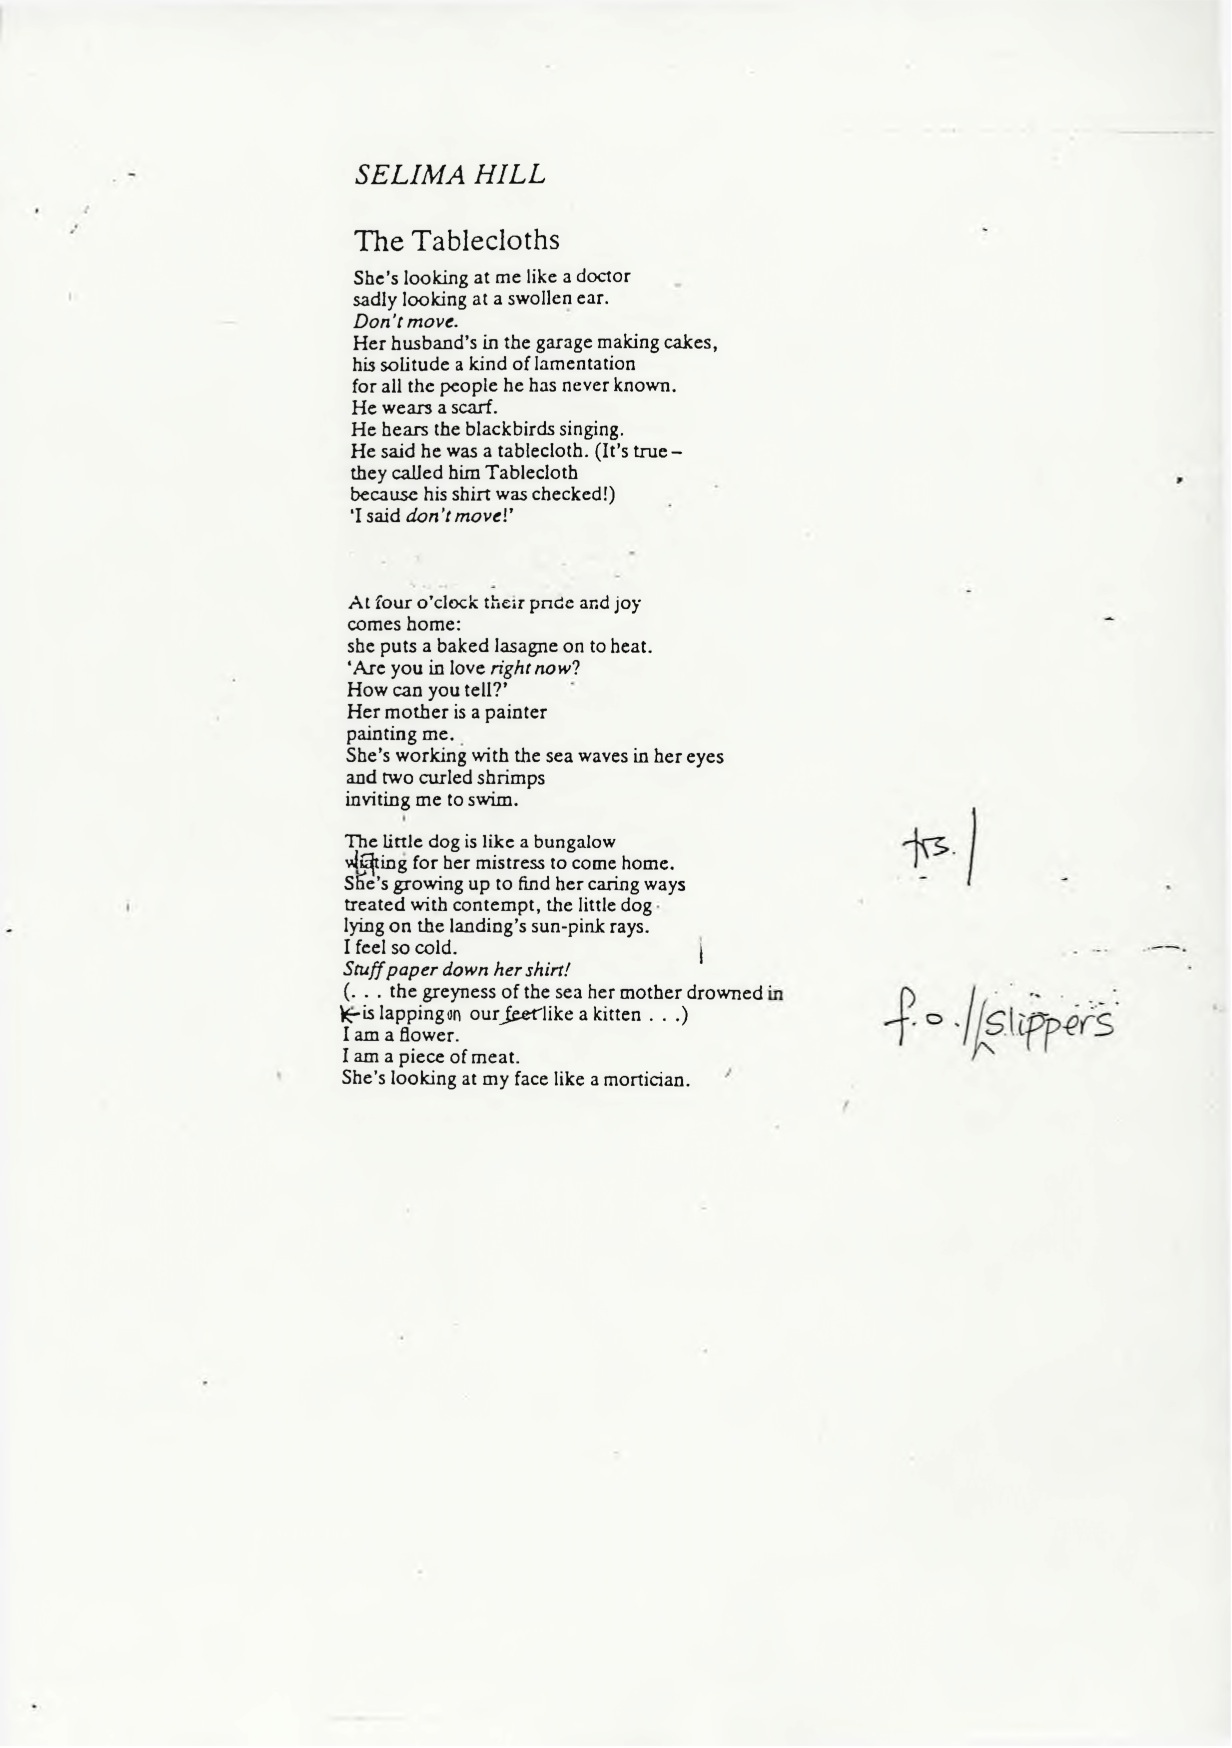 SELIMA HILL
The Tablecloths
She's looking at me like a doctor
sadly looking at a swollen ear.
Don't move.
Her husband's in the garage making cakes,
his solitude a kind of lamentation
for all the people he has never known.
He wears a scarf.
He hears the blackbirds singing.
He said he was a tablecloth. (It's true –
they called him Tablecloth
because his shirt was checked!)
'I said don't move!'
At four o'clock their pride and joy
comes home:
she puts a baked lasagne on to heat.
'Are you in love right now?
How can you tell?'
Her mother is a painter
painting me.
She's working with the sea waves in her eyes
and two curled shrimps
inviting me to swim.
The little dog is like a bungalow
for her mistress to come home. trs.
She's growing up to find her caring ways
treated with contempt, the little dog
lying on the landing's sun-pink rays.
I feel so cold.
Stuff paper down her shirt!
(. . . the greyness of the sea her mother drowned in
is lapping on our feet like a kitten . . .) f.o.// slippers
I am a flower.
I am a piece of meat.
She's looking at my face like a mortician.